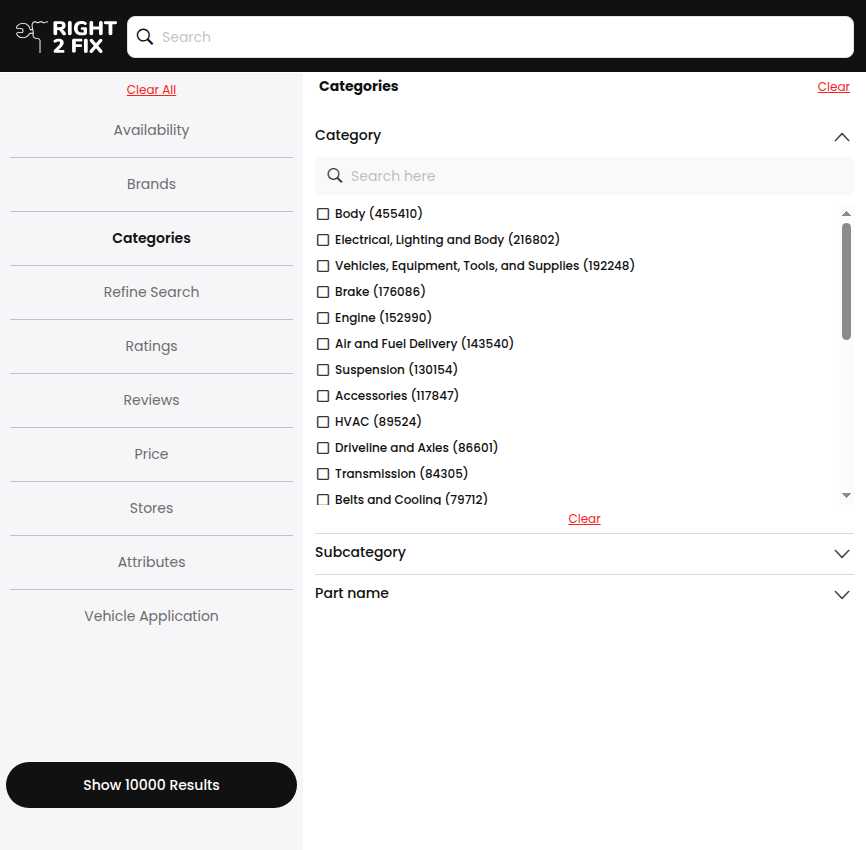 RIGHT
2 FIX
Search
Clear All
Availability
Brands
Categories
Refine Search
Ratings
Reviews
Price
Stores
Attributes
Vehicle Application
Show 10000 Results
Categories
Clear
Category
Search here
Body (455410)
Electrical, Lighting and Body (216802)
Vehicles, Equipment, Tools, and Supplies (192248)
Brake (176086)
Engine (152990)
Air and Fuel Delivery (143540)
Suspension (130154)
Accessories (117847)
HVAC (89524)
Driveline and Axles (86601)
Transmission (84305)
Belts and Cooling (79712)
Clear
Subcategory
Part name